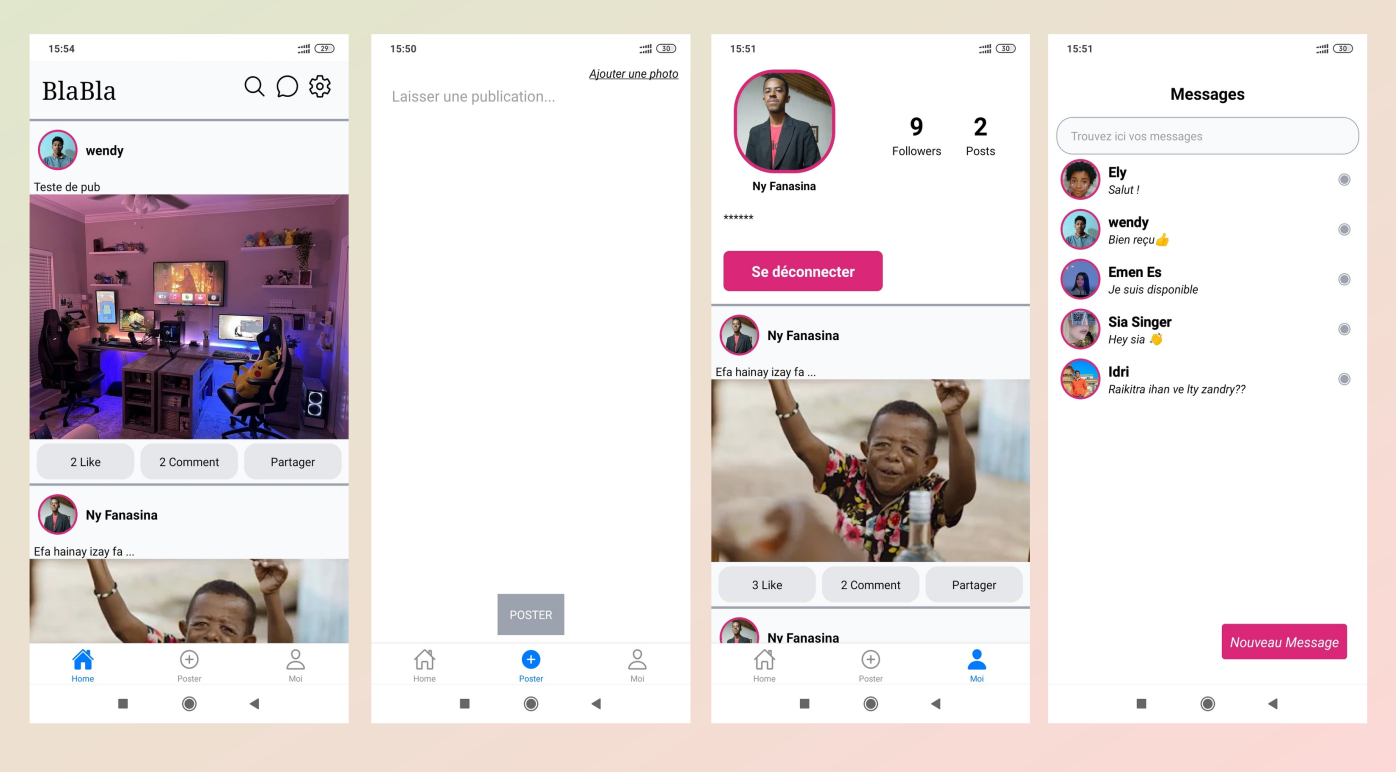 15:54
29
BlaBla
wendy
Teste de pub
2 Like
2 Comment
Partager
Ny Fanasina
Efa hainay izay fa ...
Home
Poster
Moi
15:50
30
Ajouter une photo
Laisser une publication...
POSTER
Home
Poster
Moi
15:51
30
9
2
Followers
Posts
Ny Fanasina
******
Se déconnecter
Ny Fanasina
Efa hainay izay fa ...
3 Like
2 Comment
Partager
Ny Fanasina
Home
Poster
Moi
15:51
30
Messages
Trouvez ici vos messages
Ely
Salut !
wendy
Bien reçu👍
Emen Es
Je suis disponible
Sia Singer
Hey sia 👋
Idri
Raikitra ihan ve Ity zandry??
Nouveau Message